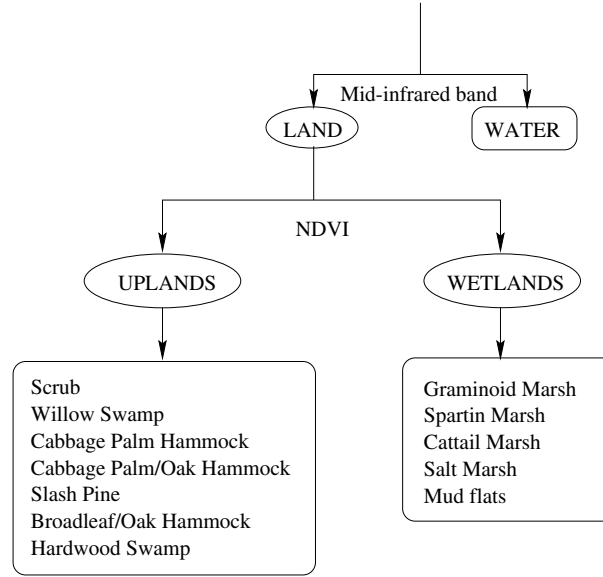 Mid-infrared band
LAND
WATER
NDVI
UPLANDS
WETLANDS
Scrub
Willow Swamp
Cabbage Palm Hammock
Cabbage Palm/Oak Hammock
Slash Pine
Broadleaf/Oak Hammock
Hardwood Swamp
Graminoid Marsh
Spartin Marsh
Cattail Marsh
Salt Marsh
Mud flats